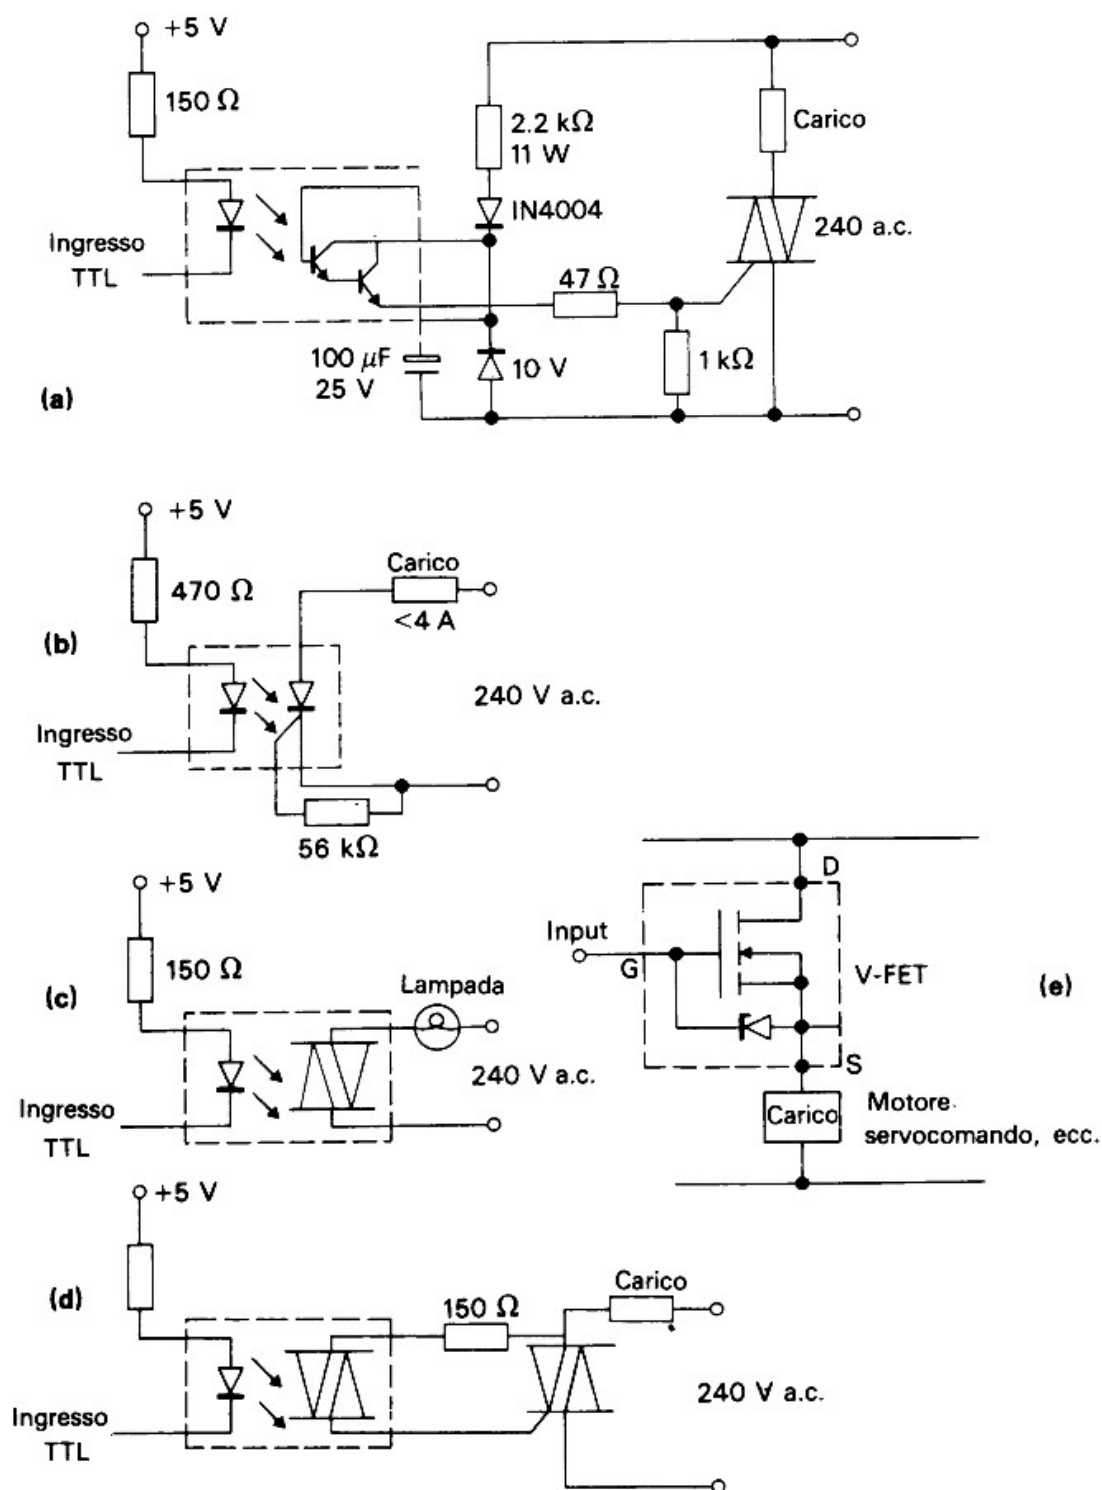 +5 V
150 Ω
2.2 kΩ
11 W
Carico
IN4004
240 a.c.
Ingresso
TTL
47 Ω
100 µF
25 V
10 V
1 kΩ
(a)
+5 V
470 Ω
Carico
<4 A
(b)
240 V a.c.
Ingresso
TTL
56 kΩ
+5 V
150 Ω
(c)
Lampada
240 V a.c.
Ingresso
TTL
D
Input
G
V-FET
(e)
S
Carico
Motore
servocomando, ecc.
+5 V
(d)
Carico
150 Ω
240 V a.c.
Ingresso
TTL